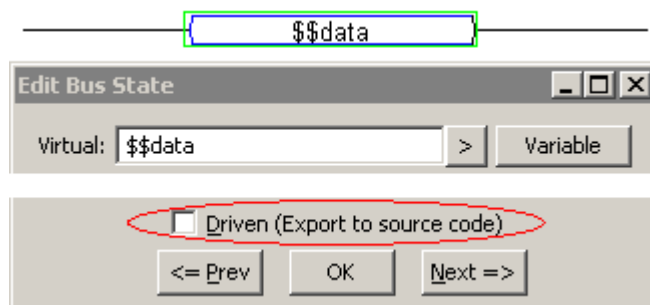 $$data
Edit Bus State
Virtual: $$data > Variable
Driven (Export to source code)
<= Prev OK Next =>